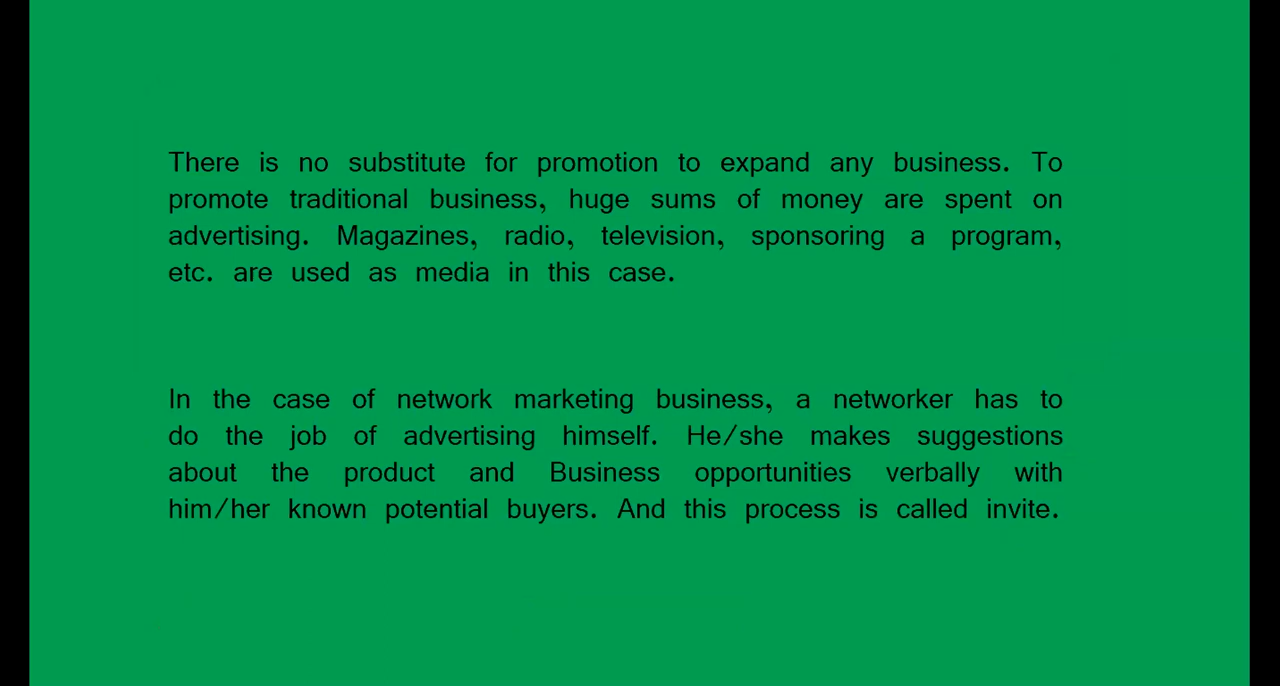 There is no substitute for promotion to expand any business. To
promote traditional business, huge sums of money are spent on
advertising. Magazines, radio, television, sponsoring a program,
etc. are used as media in this case.
In the case of network marketing business, a networker has to
do the job of advertising himself. He/she makes suggestions
about the product and Business opportunities verbally with
him/her known potential buyers. And this process is called invite.